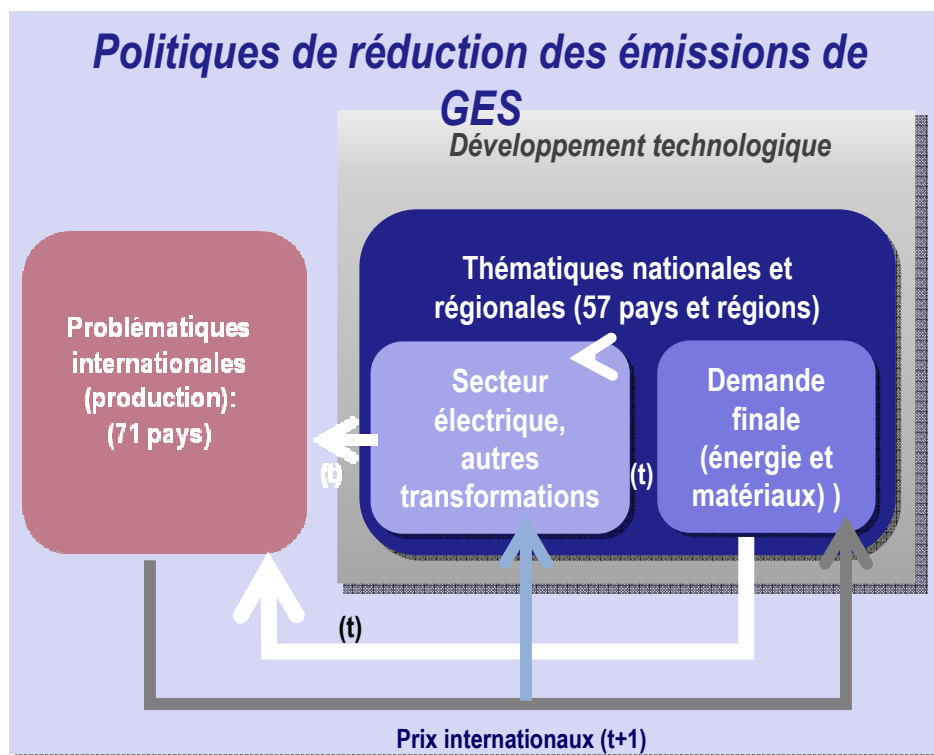 Politiques de réduction des émissions de
GES
Développement technologique
Thématiques nationales et
régionales (57 pays et régions)
Problématiques
internationales
(production):
(71 pays)
Secteur
électrique,
autres
transformations
Demande
finale
(énergie et
matériaux) )
(t)
(t)
(t)
Prix internationaux (t+1)